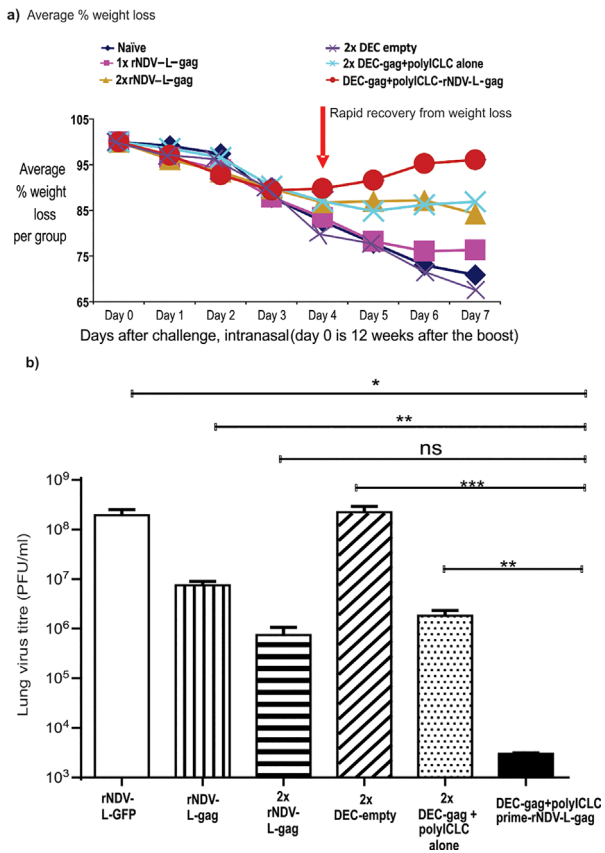 a) Average % weight loss
Naïve
1x rNDV–L–gag
2x rNDV–L–gag
2x DEC empty
2x DEC-gag+polyICLC alone
DEC-gag+polyICLC-rNDV-L-gag
Rapid recovery from weight loss
105
95
85
75
65
Average
% weight
loss
per group
Day 0 Day 1 Day 2 Day 3 Day 4 Day 5 Day 6 Day 7
Days after challenge, intranasal (day 0 is 12 weeks after the boost)
b)
*
**
ns
***
**
10⁹
10⁸
10⁷
10⁶
10⁵
10⁴
10³
Lung virus titre (PFU/ml)
rNDV-
L-GFP
rNDV-
L-gag
2x
rNDV-
L-gag
2x
DEC-empty
2x
DEC-gag +
polyICLC
alone
DEC-gag+polyICLC
prime-rNDV-L-gag